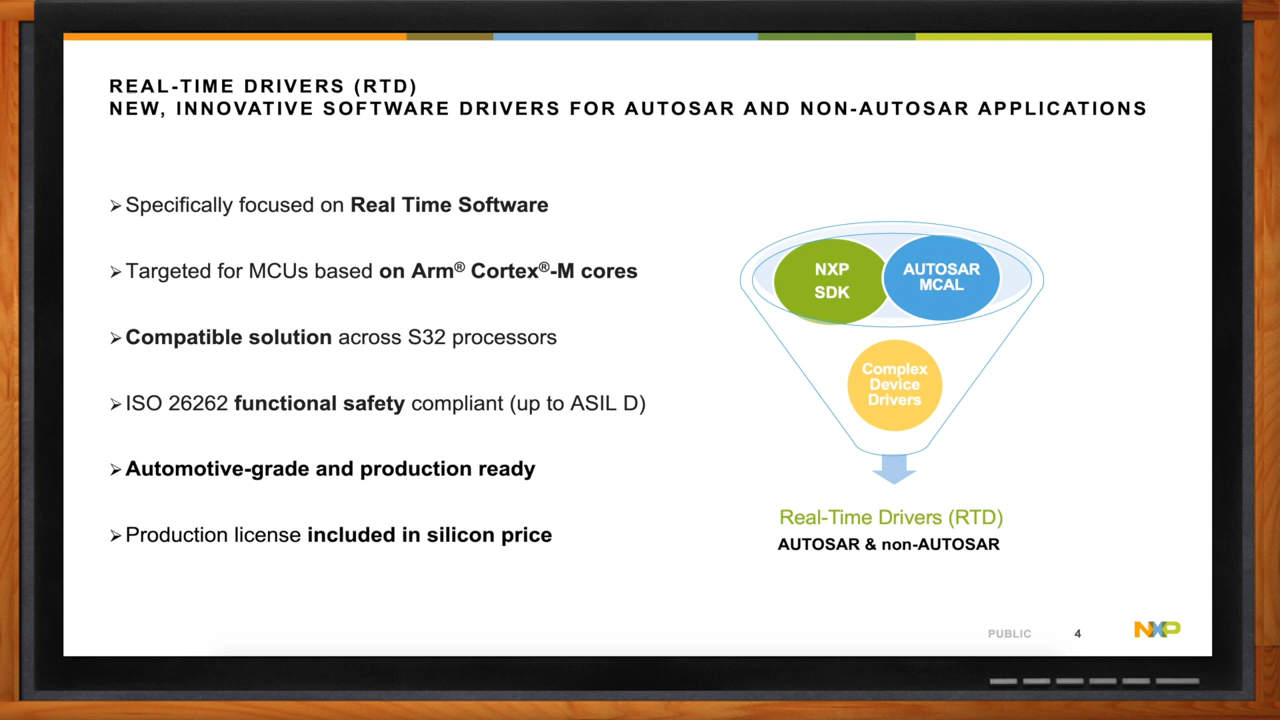 REAL-TIME DRIVERS (RTD)
NEW, INNOVATIVE SOFTWARE DRIVERS FOR AUTOSAR AND NON-AUTOSAR APPLICATIONS
➢Specifically focused on Real Time Software
➢Targeted for MCUs based on Arm® Cortex®-M cores
➢Compatible solution across S32 processors
➢ISO 26262 functional safety compliant (up to ASIL D)
➢Automotive-grade and production ready
➢Production license included in silicon price
NXP
SDK
AUTOSAR
MCAL
Complex
Device
Drivers
Real-Time Drivers (RTD)
AUTOSAR & non-AUTOSAR
PUBLIC
4
NXP